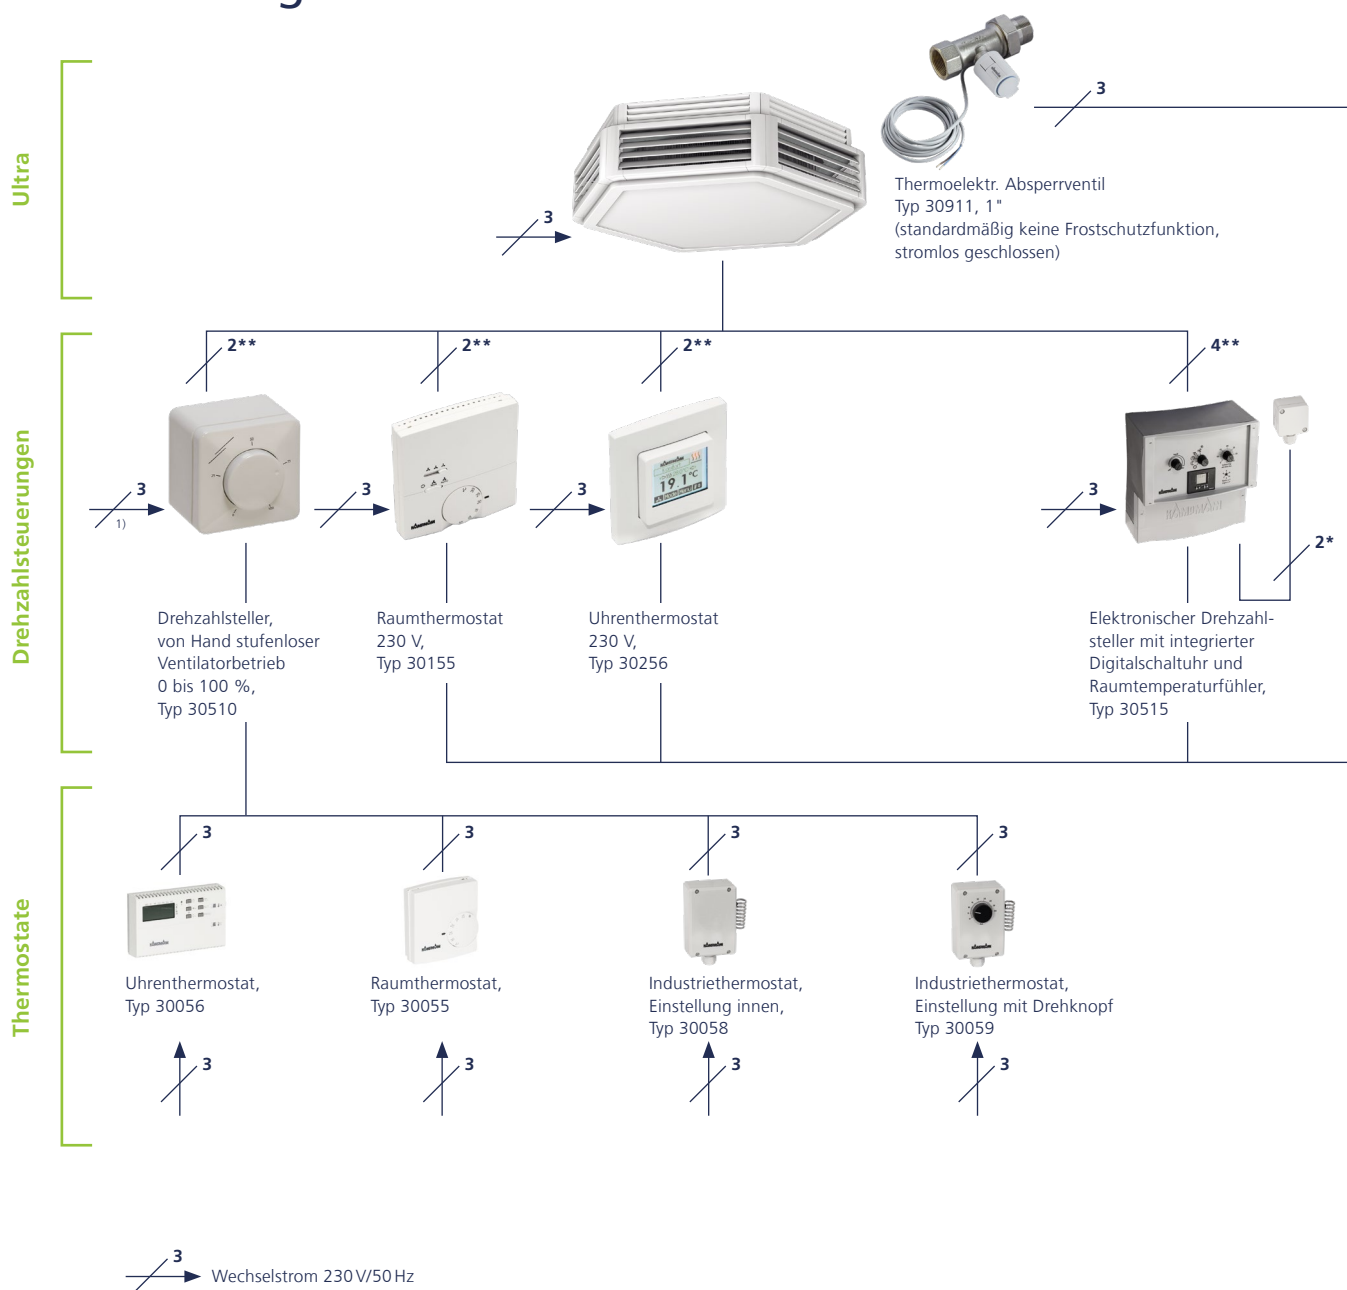 3
Thermoelektr. Absperrventil
Typ 30911, 1"
(standardmäßig keine Frostschutzfunktion,
stromlos geschlossen)
3
Ultra
2**
2**
2**
4**
3
1)
3
3
3
2*
19.1 °C
HAMPMANN
Drehzahlsteuerungen
Drehzahlsteller,
von Hand stufenloser
Ventilatorbetrieb
0 bis 100 %,
Typ 30510
Raumthermostat
230 V,
Typ 30155
Uhrenthermostat
230 V,
Typ 30256
Elektronischer Drehzahl-
steller mit integrierter
Digitalschaltuhr und
Raumtemperaturfühler,
Typ 30515
3
3
3
3
Thermostate
Uhrenthermostat,
Typ 30056
Raumthermostat,
Typ 30055
Industriethermostat,
Einstellung innen,
Typ 30058
Industriethermostat,
Einstellung mit Drehknopf
Typ 30059
3
3
3
3
3
Wechselstrom 230 V/50 Hz